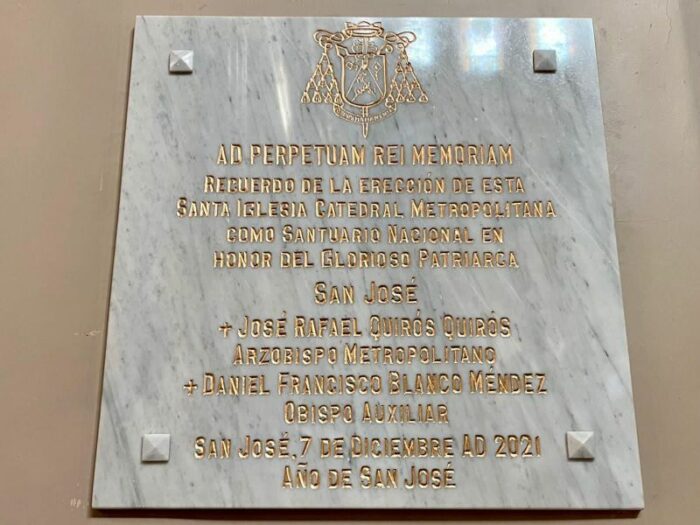 AD PERPETUAM REI MEMORIAM
RECUERDO DE LA ERECCIÓN DE ESTA
SANTA IGLESIA CATEDRAL METROPOLITANA
COMO SANTUARIO NACIONAL EN
HONOR DEL GLORIOSO PATRIARCA
SAN JOSÉ
+ JOSÉ RAFAEL QUIRÓS QUIRÓS
ARZOBISPO METROPOLITANO
+ DANIEL FRANCISCO BLANCO MÉNDEZ
OBISPO AUXILIAR
SAN JOSÉ, 7 DE DICIEMBRE AD 2021
AÑO DE SAN JOSÉ